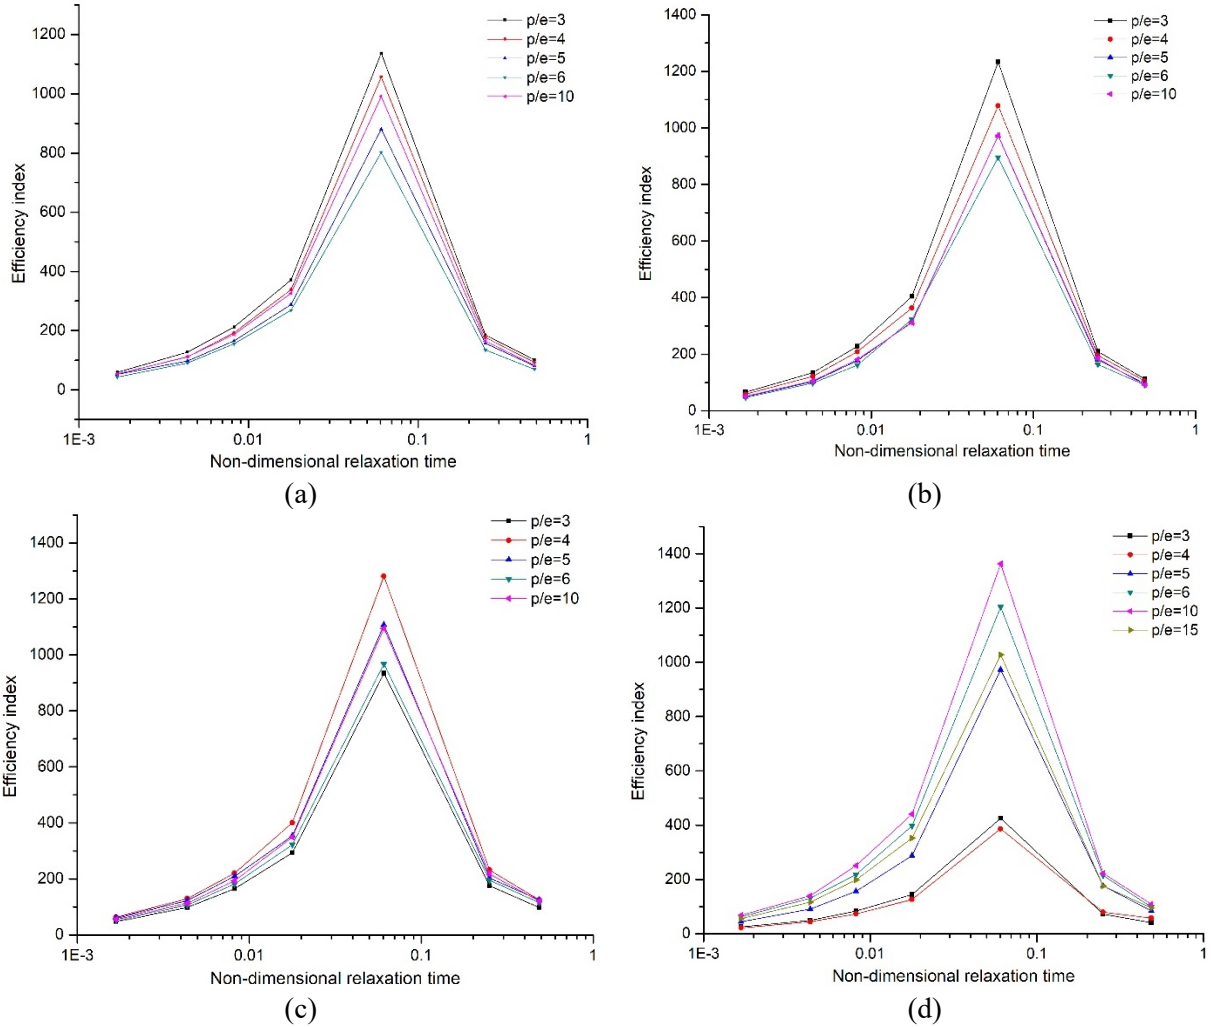 p/e=3
p/e=4
p/e=5
p/e=6
p/e=10
1200
1000
800
600
400
200
0
Efficiency index
1E-3
0.01
0.1
1
Non-dimensional relaxation time
(a)
p/e=3
p/e=4
p/e=5
p/e=6
p/e=10
1400
1200
1000
800
600
400
200
0
Efficiency index
1E-3
0.01
0.1
1
Non-dimensional relaxation time
(b)
p/e=3
p/e=4
p/e=5
p/e=6
p/e=10
1400
1200
1000
800
600
400
200
0
Efficiency index
1E-3
0.01
0.1
1
Non-dimensional relaxation time
(c)
p/e=3
p/e=4
p/e=5
p/e=6
p/e=10
p/e=15
1400
1200
1000
800
600
400
200
0
Efficiency index
1E-3
0.01
0.1
1
Non-dimensional relaxation time
(d)